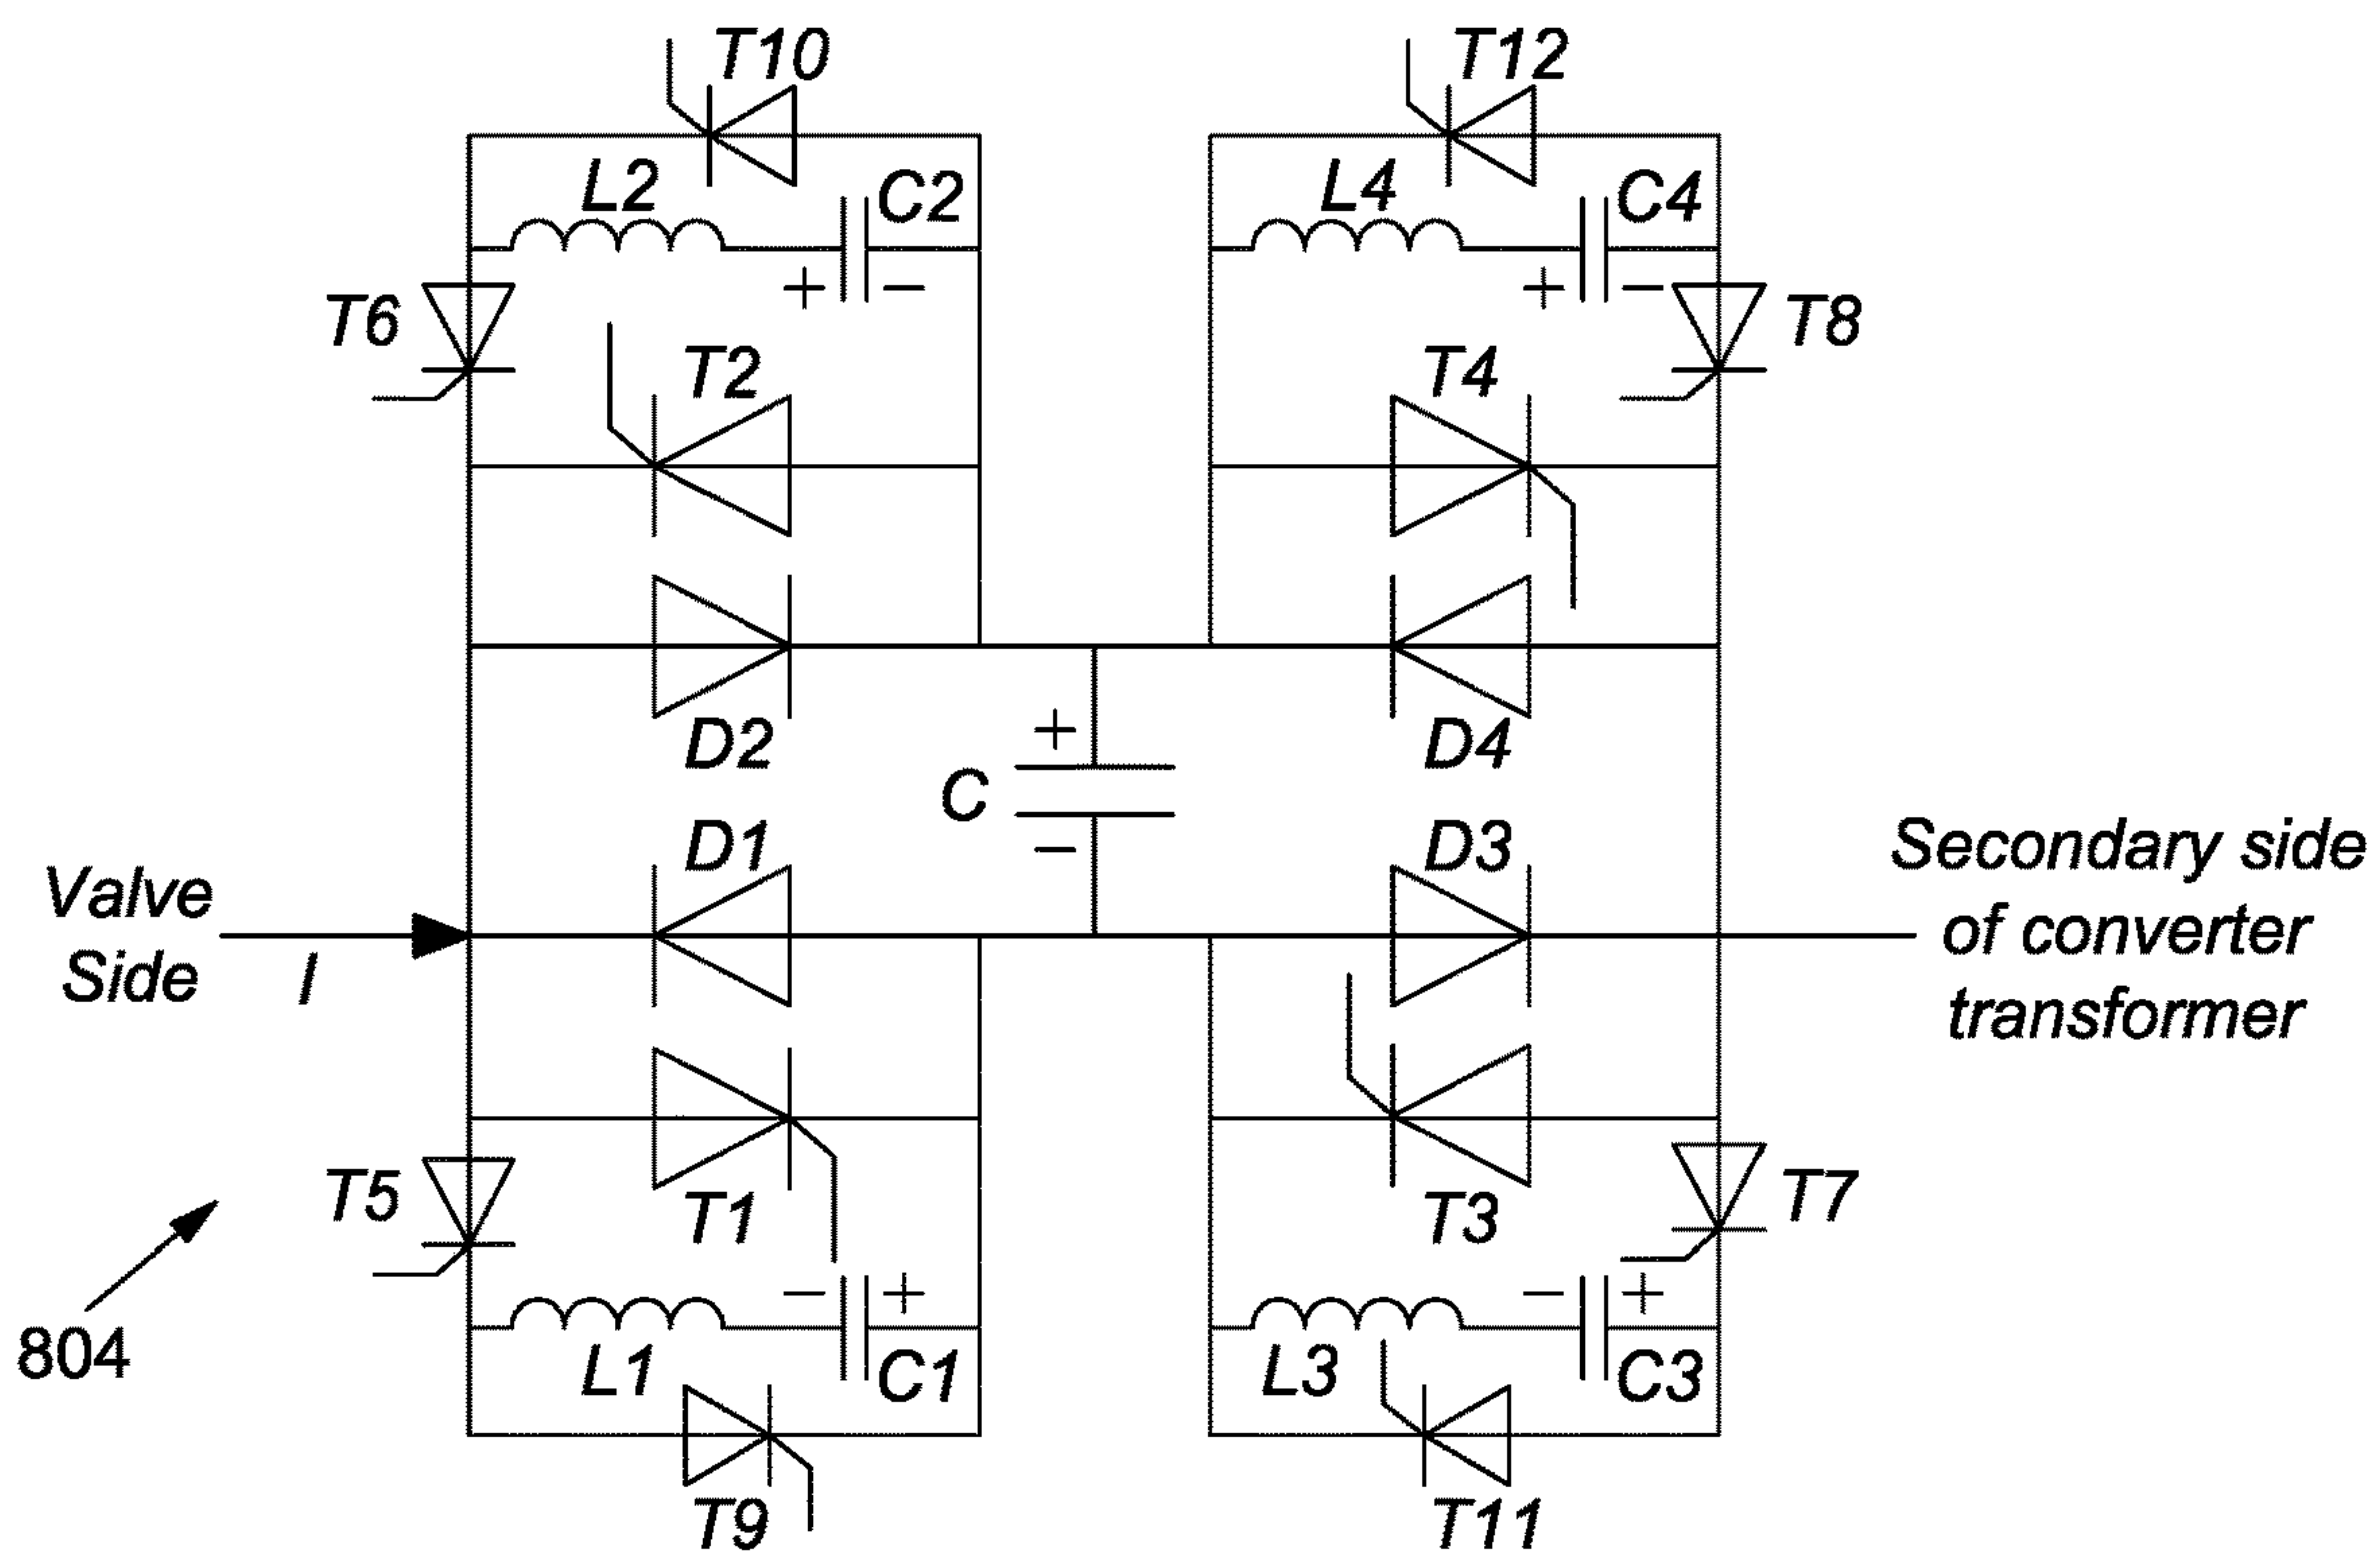 T10
T12
L2
C2
L4
C4
+
−
+
−
T6
T2
T4
T8
D2
+
D4
C
D1
−
D3
Valve
Side
I
Secondary side
of converter
transformer
T5
T1
T3
T7
−
+
−
+
804
L1
C1
L3
C3
T9
T11